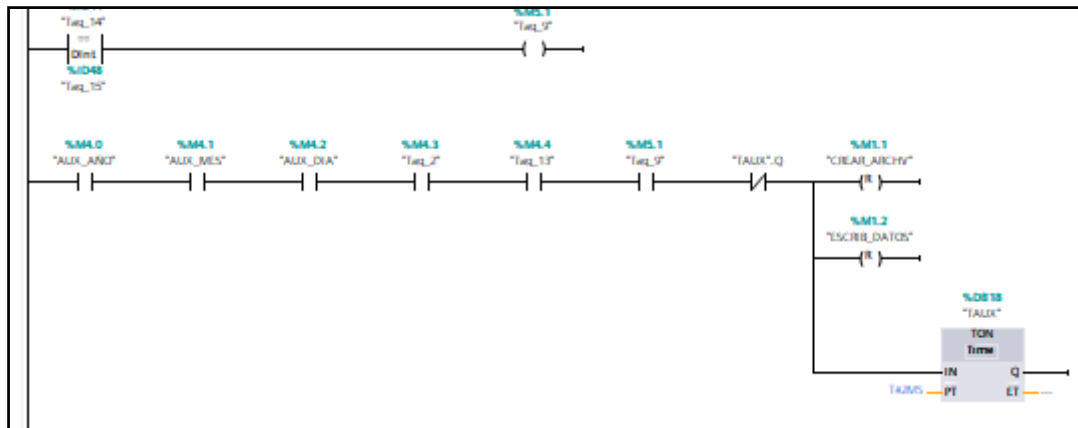 "Taq_14"
==
DInt
%ID48
"Taq_15"
%M5.1
"Taq_9"
%M4.0
"AUX_AÑO"
%M4.1
"AUX_MES"
%M4.2
"AUX_DIA"
%M4.3
"Taq_2"
%M4.4
"Taq_13"
%M5.1
"Taq_9"
"TAUX".Q
%M1.1
"CREAR_ARCHV"
R
%M1.2
"ESCRIB_DATOS"
R
%DB18
"TAUX"
TON
Time
IN
Q
PT
ET
...